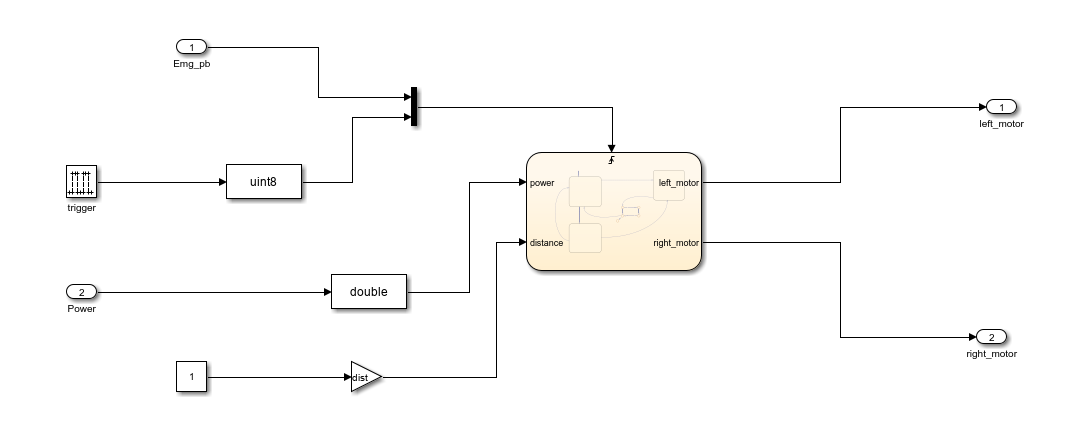 1
Emg_pb
1
left_motor
trigger
uint8
power
left_motor
distance
right_motor
2
Power
double
2
right_motor
1
dist